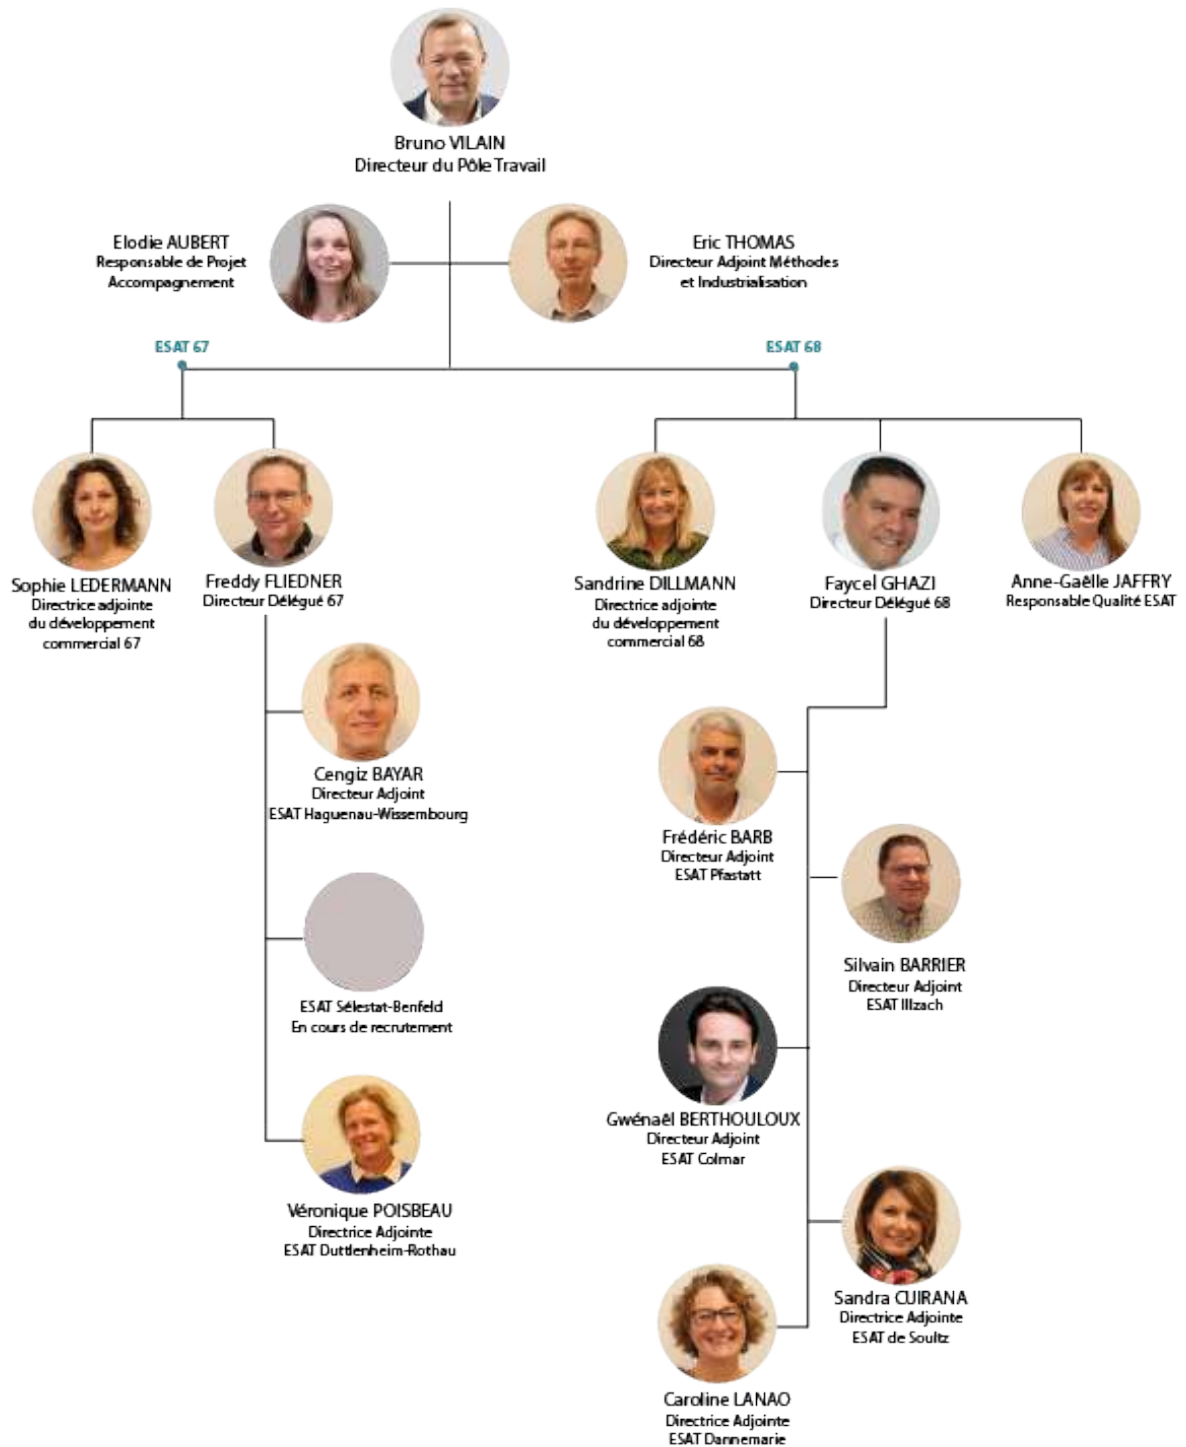 Bruno VILAIN
Directeur du Pôle Travail
Elodie AUBERT
Responsable de Projet
Accompagnement
Eric THOMAS
Directeur Adjoint Méthodes
et Industrialisation
ESAT 67
ESAT 68
Sophie LEDERMANN
Directrice adjointe
du développement
commercial 67
Freddy FLIEDNER
Directeur Délégué 67
Sandrine DILLMANN
Directrice adjointe
du développement
commercial 68
Faycel GHAZI
Directeur Délégué 68
Anne-Gaëlle JAFFRY
Responsable Qualité ESAT
Cengiz BAYAR
Directeur Adjoint
ESAT Haguenau-Wissembourg
ESAT Sélestat-Benfeld
En cours de recrutement
Véronique POISBEAU
Directrice Adjointe
ESAT Duttlenheim-Rothau
Frédéric BARB
Directeur Adjoint
ESAT Pfastatt
Silvain BARRIER
Directeur Adjoint
ESAT Illzach
Gwénaël BERTHOULOUX
Directeur Adjoint
ESAT Colmar
Sandra CUIRANA
Directrice Adjointe
ESAT de Soultz
Caroline LANAO
Directrice Adjointe
ESAT Dannemarie